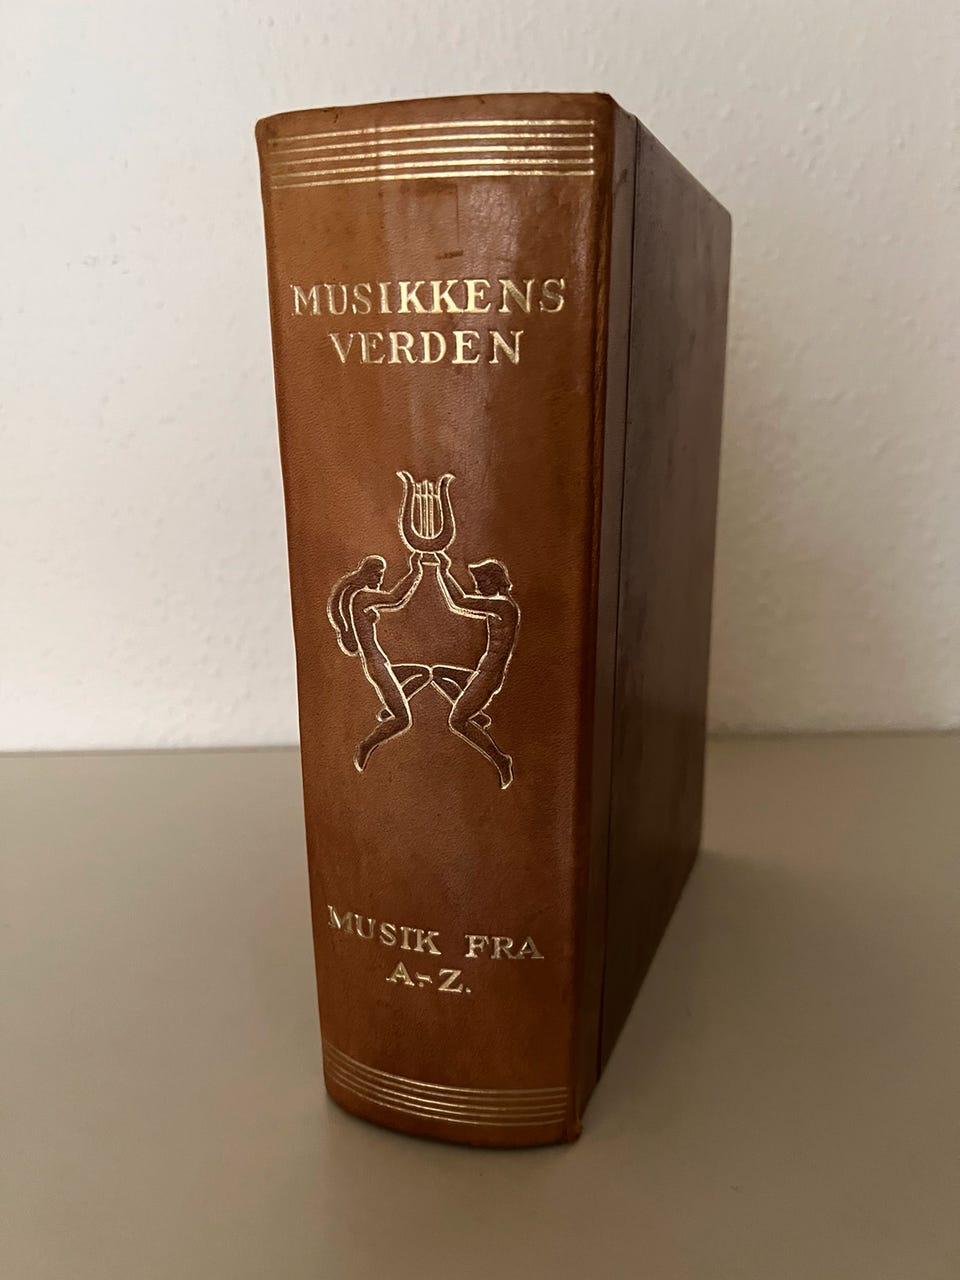 MUSIKKENS
VERDEN
MUSIK FRA
A-Z.